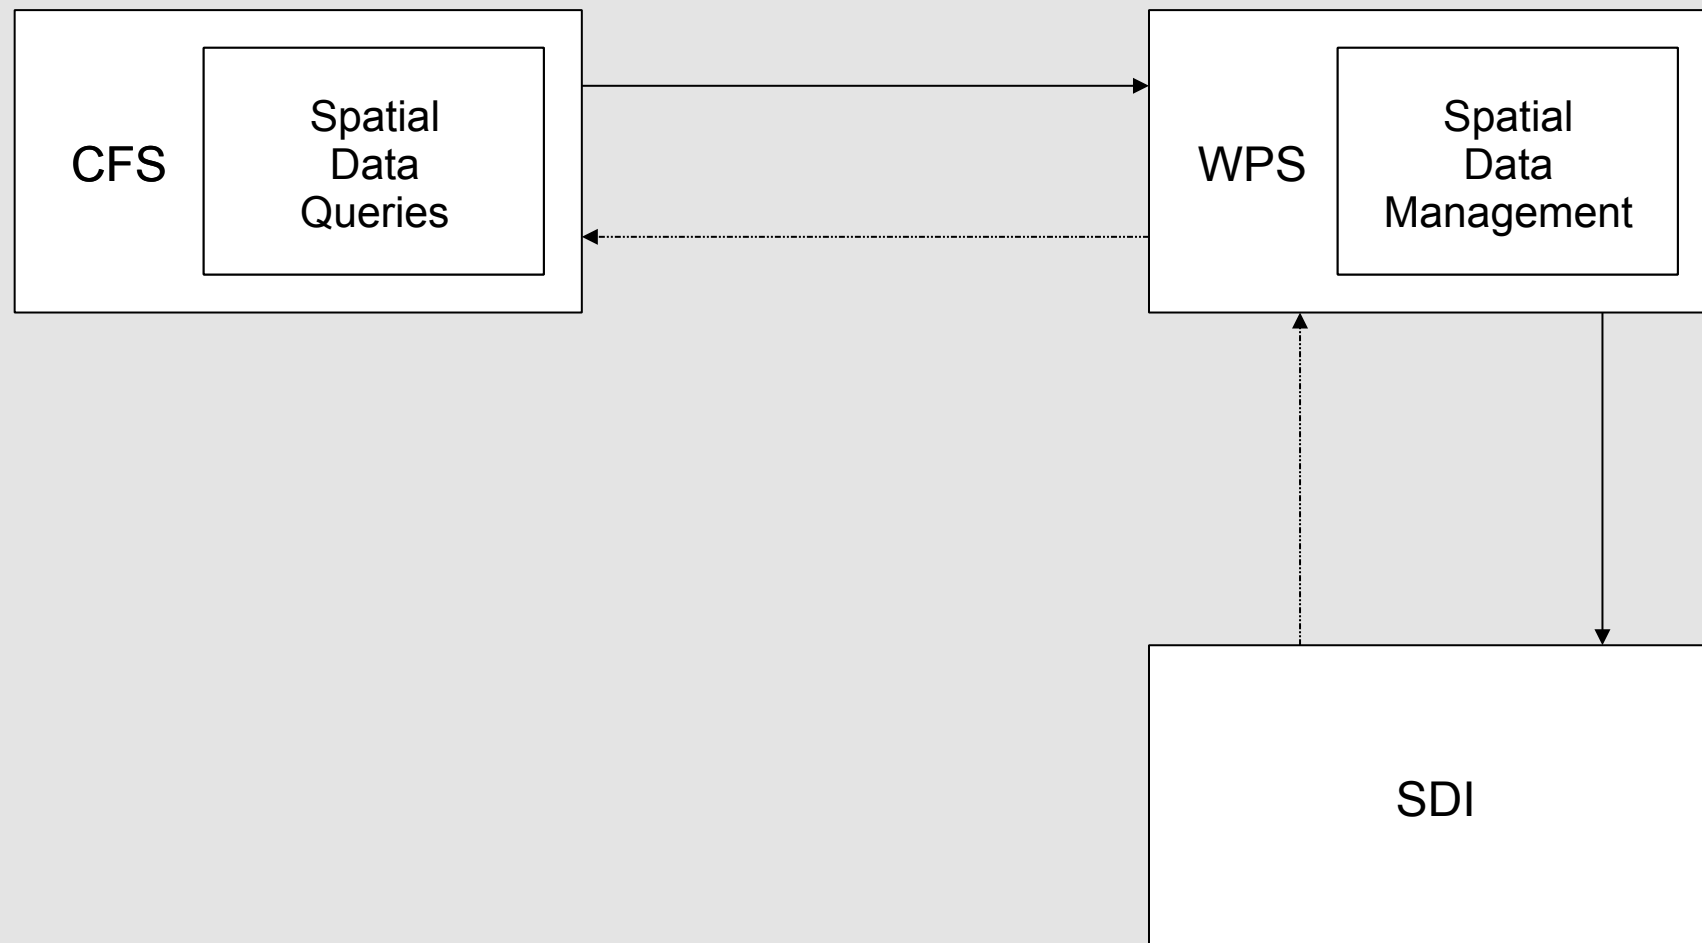 CFS
Spatial
Data
Queries
WPS
Spatial
Data
Management
SDI